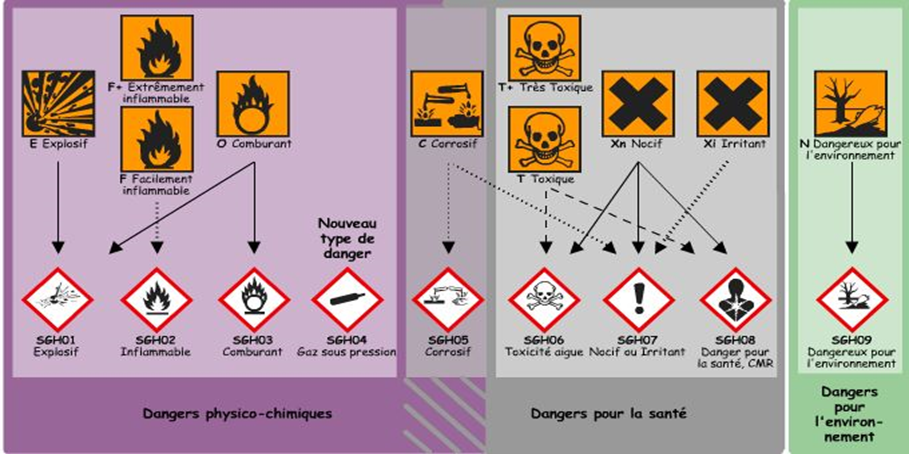 E Explosif
F+ Extrêmement
inflammable
F Facilement
inflammable
O Comburant
C Corrosif
T+ Très Toxique
T Toxique
Xn Nocif
Xi Irritant
N Dangereux pour
l'environnement
Nouveau
type de
danger
SGH01
Explosif
SGH02
Inflammable
SGH03
Comburant
SGH04
Gaz sous pression
SGH05
Corrosif
SGH06
Toxicité aigue
SGH07
Nocif ou Irritant
SGH08
Danger pour
la santé, CMR
SGH09
Dangereux pour
l'environnement
Dangers physico-chimiques
Dangers pour la santé
Dangers
pour
l'environ-
nement